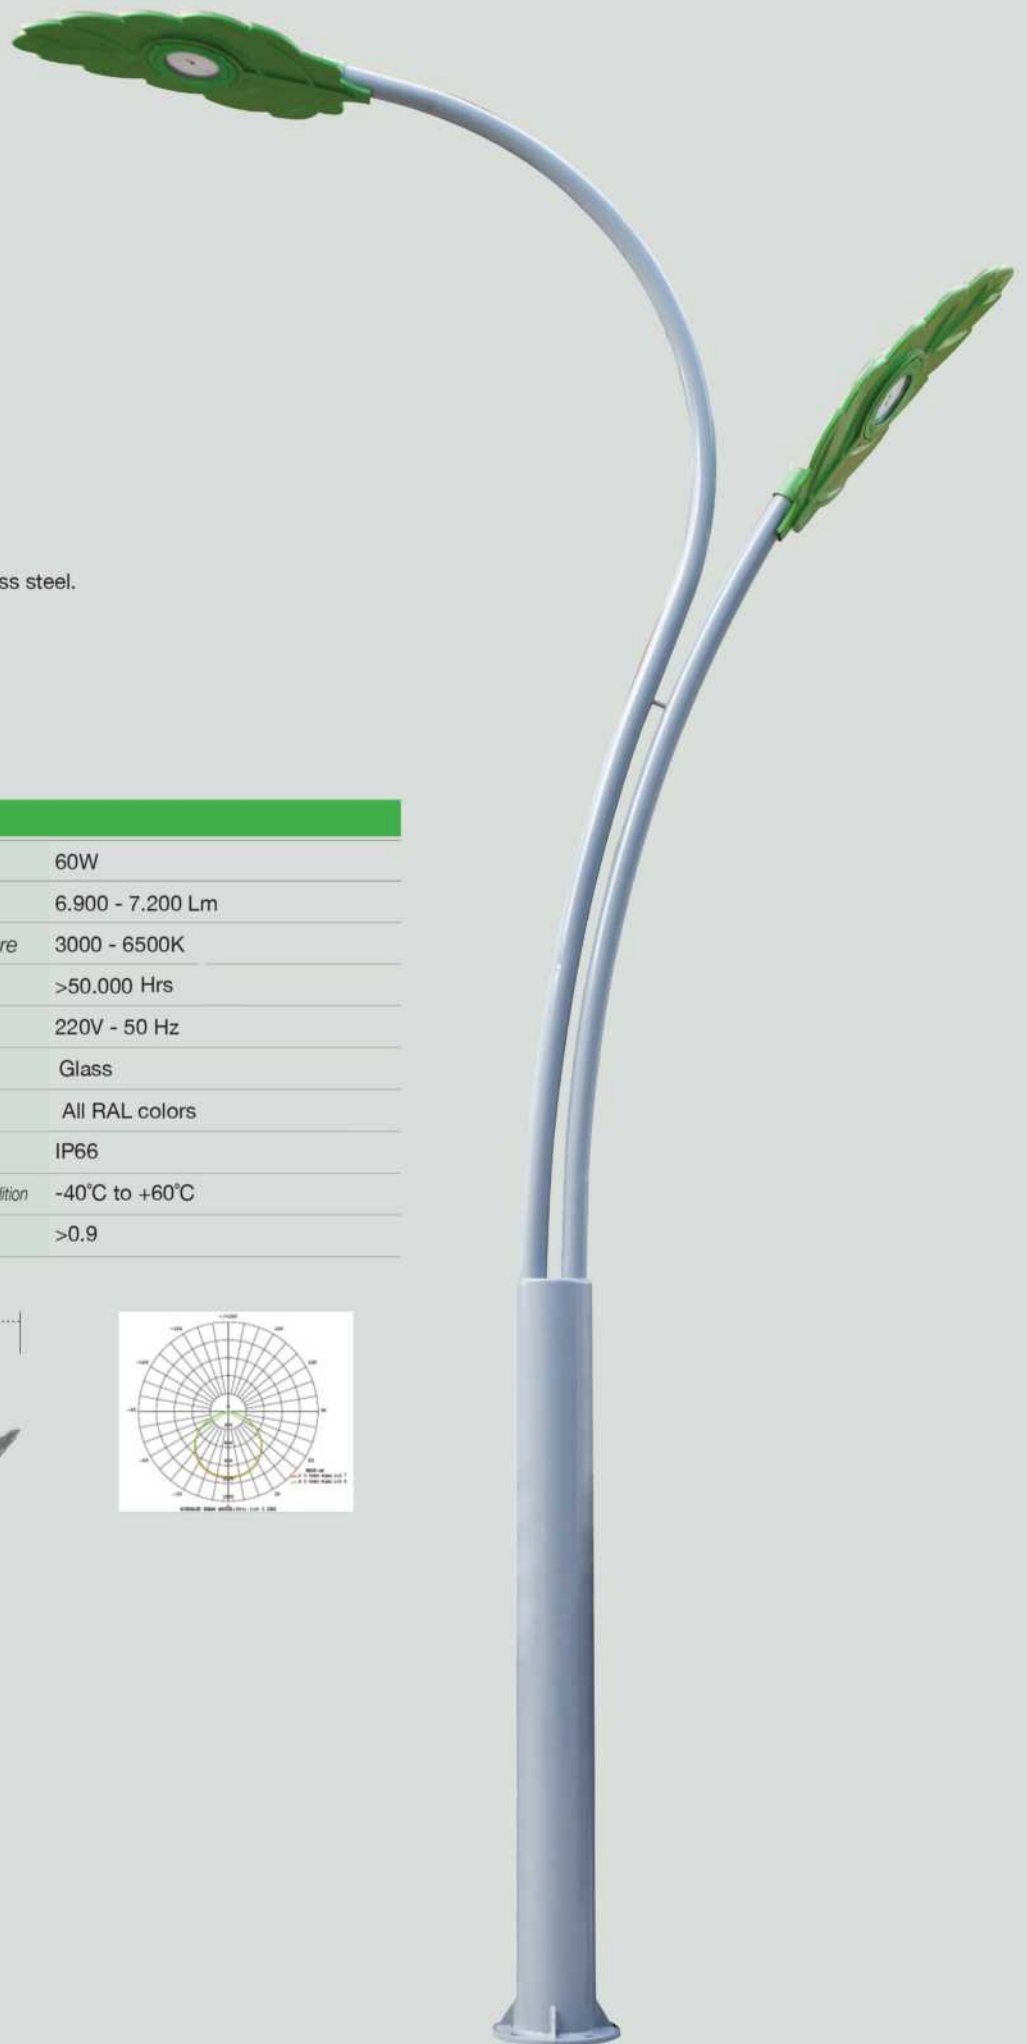 ss steel.
60W
6.900 - 7.200 Lm
re 3000 - 6500K
>50.000 Hrs
220V - 50 Hz
Glass
All RAL colors
IP66
dition -40°C to +60°C
>0.9